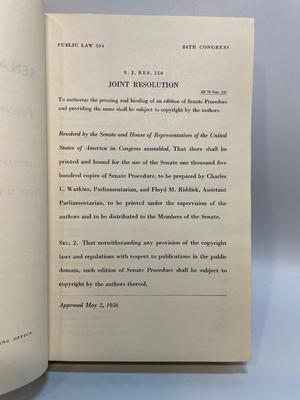 PUBLIC LAW 504 84TH CONGRESS
S. J. RES. 150
JOINT RESOLUTION
To authorize the printing and binding of an edition of Senate Procedure
and providing the same shall be subject to copyright by the authors.
Resolved by the Senate and House of Representatives of the United
States of America in Congress assembled, That there shall be
printed and bound for the use of the Senate one thousand five
hundred copies of Senate Procedure, to be prepared by Charles
L. Watkins, Parliamentarian, and Floyd M. Riddick, Assistant
Parliamentarian, to be printed under the supervision of the
authors and to be distributed to the Members of the Senate.
SEC. 2. That notwithstanding any provision of the copyright
laws and regulations with respect to publications in the public
domain, such edition of Senate Procedure shall be subject to
copyright by the authors thereof.
Approved May 2, 1956
ING OFFICE